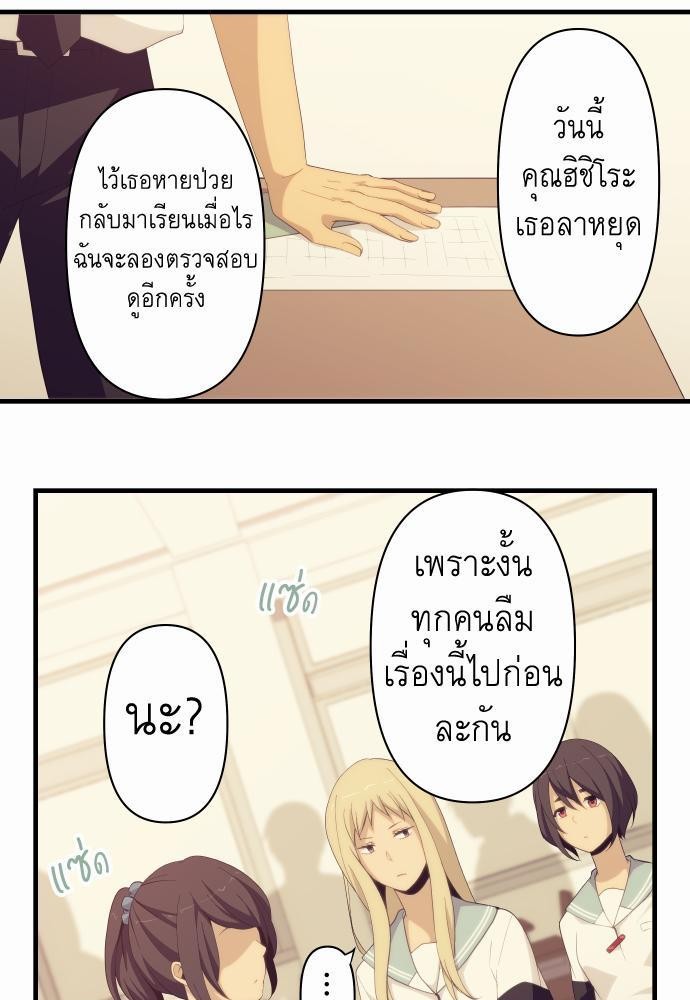 วันนี้
คุณฮิชิโระ
เธอลาหยุด
ไว้เธอหายป่วย
กลับมาเรียนเมื่อไร
ฉันจะลองตรวจสอบ
ดูอีกครั้ง
เพราะงั้น
ทุกคนลืม
เรื่องนี้ไปก่อน
ละกัน
แซ่ด
นะ?
แซ่ด
...